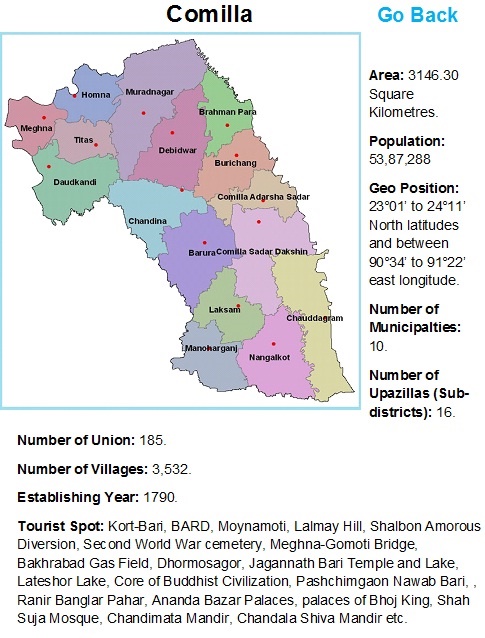 Comilla
Go Back
Homna
Muradnagar
Meghna
Titas
Brahman Para
Debidwar
Burichang
Daudkandi
Comilla Adarsha Sadar
Chandina
Barura
Comilla Sadar Dakshin
Laksam
Chauddagram
Manoharganj
Nangalkot
Area: 3146.30
Square
Kilometres.
Population:
53,87,288
Geo Position:
23°01’ to 24°11’
North latitudes
and between
90°34’ to 91°22’
east longitude.
Number of
Municipalties:
10.
Number of
Upazillas (Sub-
districts): 16.
Number of Union: 185.
Number of Villages: 3,532.
Establishing Year: 1790.
Tourist Spot: Kort-Bari, BARD, Moynamoti, Lalmay Hill, Shalbon Amorous
Diversion, Second World War cemetery, Meghna-Gomoti Bridge,
Bakhrabad Gas Field, Dhormosagor, Jagannath Bari Temple and Lake,
Lateshor Lake, Core of Buddhist Civilization, Pashchimgaon Nawab Bari, ,
Ranir Banglar Pahar, Ananda Bazar Palaces, palaces of Bhoj King, Shah
Suja Mosque, Chandimata Mandir, Chandala Shiva Mandir etc.